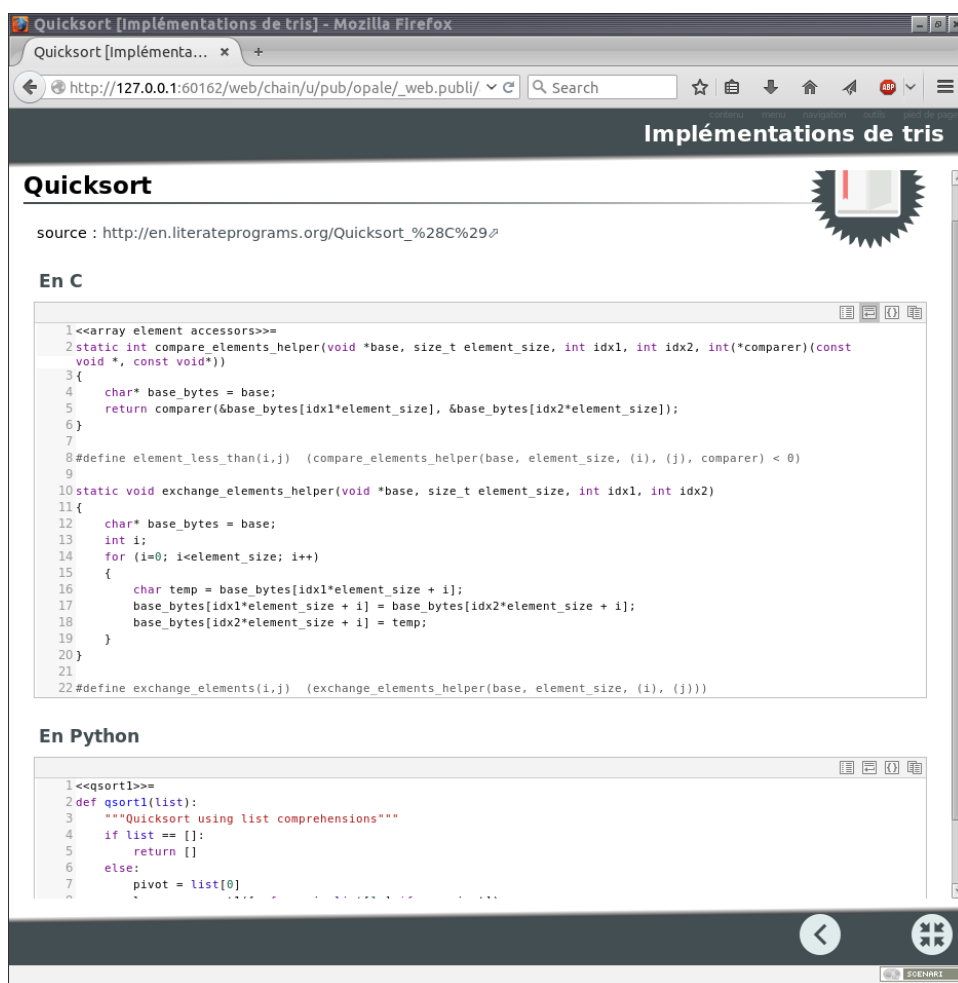 Quicksort [Implémentations de tris] - Mozilla Firefox
Quicksort [Implémenta... × +
http://127.0.0.1:60162/web/chain/u/pub/opale/_web.publi/ Search ABP
contenu menu navigation outils pied de page
Implémentations de tris
Quicksort
source : http://en.literateprograms.org/Quicksort_%28C%29
En C
1 <<array element accessors>>=
2 static int compare_elements_helper(void *base, size_t element_size, int idx1, int idx2, int(*comparer)(const
void *, const void*))
3 {
4     char* base_bytes = base;
5     return comparer(&base_bytes[idx1*element_size], &base_bytes[idx2*element_size]);
6 }
7
8 #define element_less_than(i,j)  (compare_elements_helper(base, element_size, (i), (j), comparer) < 0)
9
10 static void exchange_elements_helper(void *base, size_t element_size, int idx1, int idx2)
11 {
12     char* base_bytes = base;
13     int i;
14     for (i=0; i<element_size; i++)
15     {
16         char temp = base_bytes[idx1*element_size + i];
17         base_bytes[idx1*element_size + i] = base_bytes[idx2*element_size + i];
18         base_bytes[idx2*element_size + i] = temp;
19     }
20 }
21
22 #define exchange_elements(i,j)  (exchange_elements_helper(base, element_size, (i), (j)))
En Python
1 <<qsort1>>=
2 def qsort1(list):
3     """Quicksort using list comprehensions"""
4     if list == []:
5         return []
6     else:
7         pivot = list[0]
SCENARI